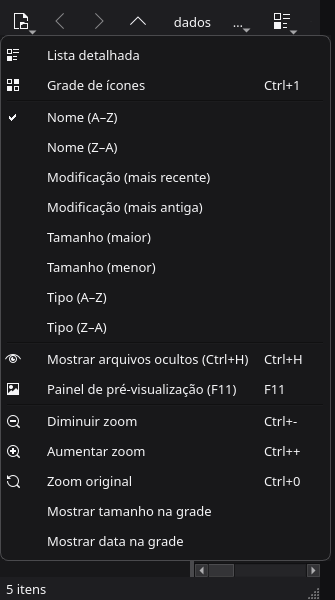 dados ...
Lista detalhada
Grade de ícones Ctrl+1
Nome (A–Z)
Nome (Z–A)
Modificação (mais recente)
Modificação (mais antiga)
Tamanho (maior)
Tamanho (menor)
Tipo (A–Z)
Tipo (Z–A)
Mostrar arquivos ocultos (Ctrl+H) Ctrl+H
Painel de pré-visualização (F11) F11
Diminuir zoom Ctrl+-
Aumentar zoom Ctrl++
Zoom original Ctrl+0
Mostrar tamanho na grade
Mostrar data na grade
5 itens